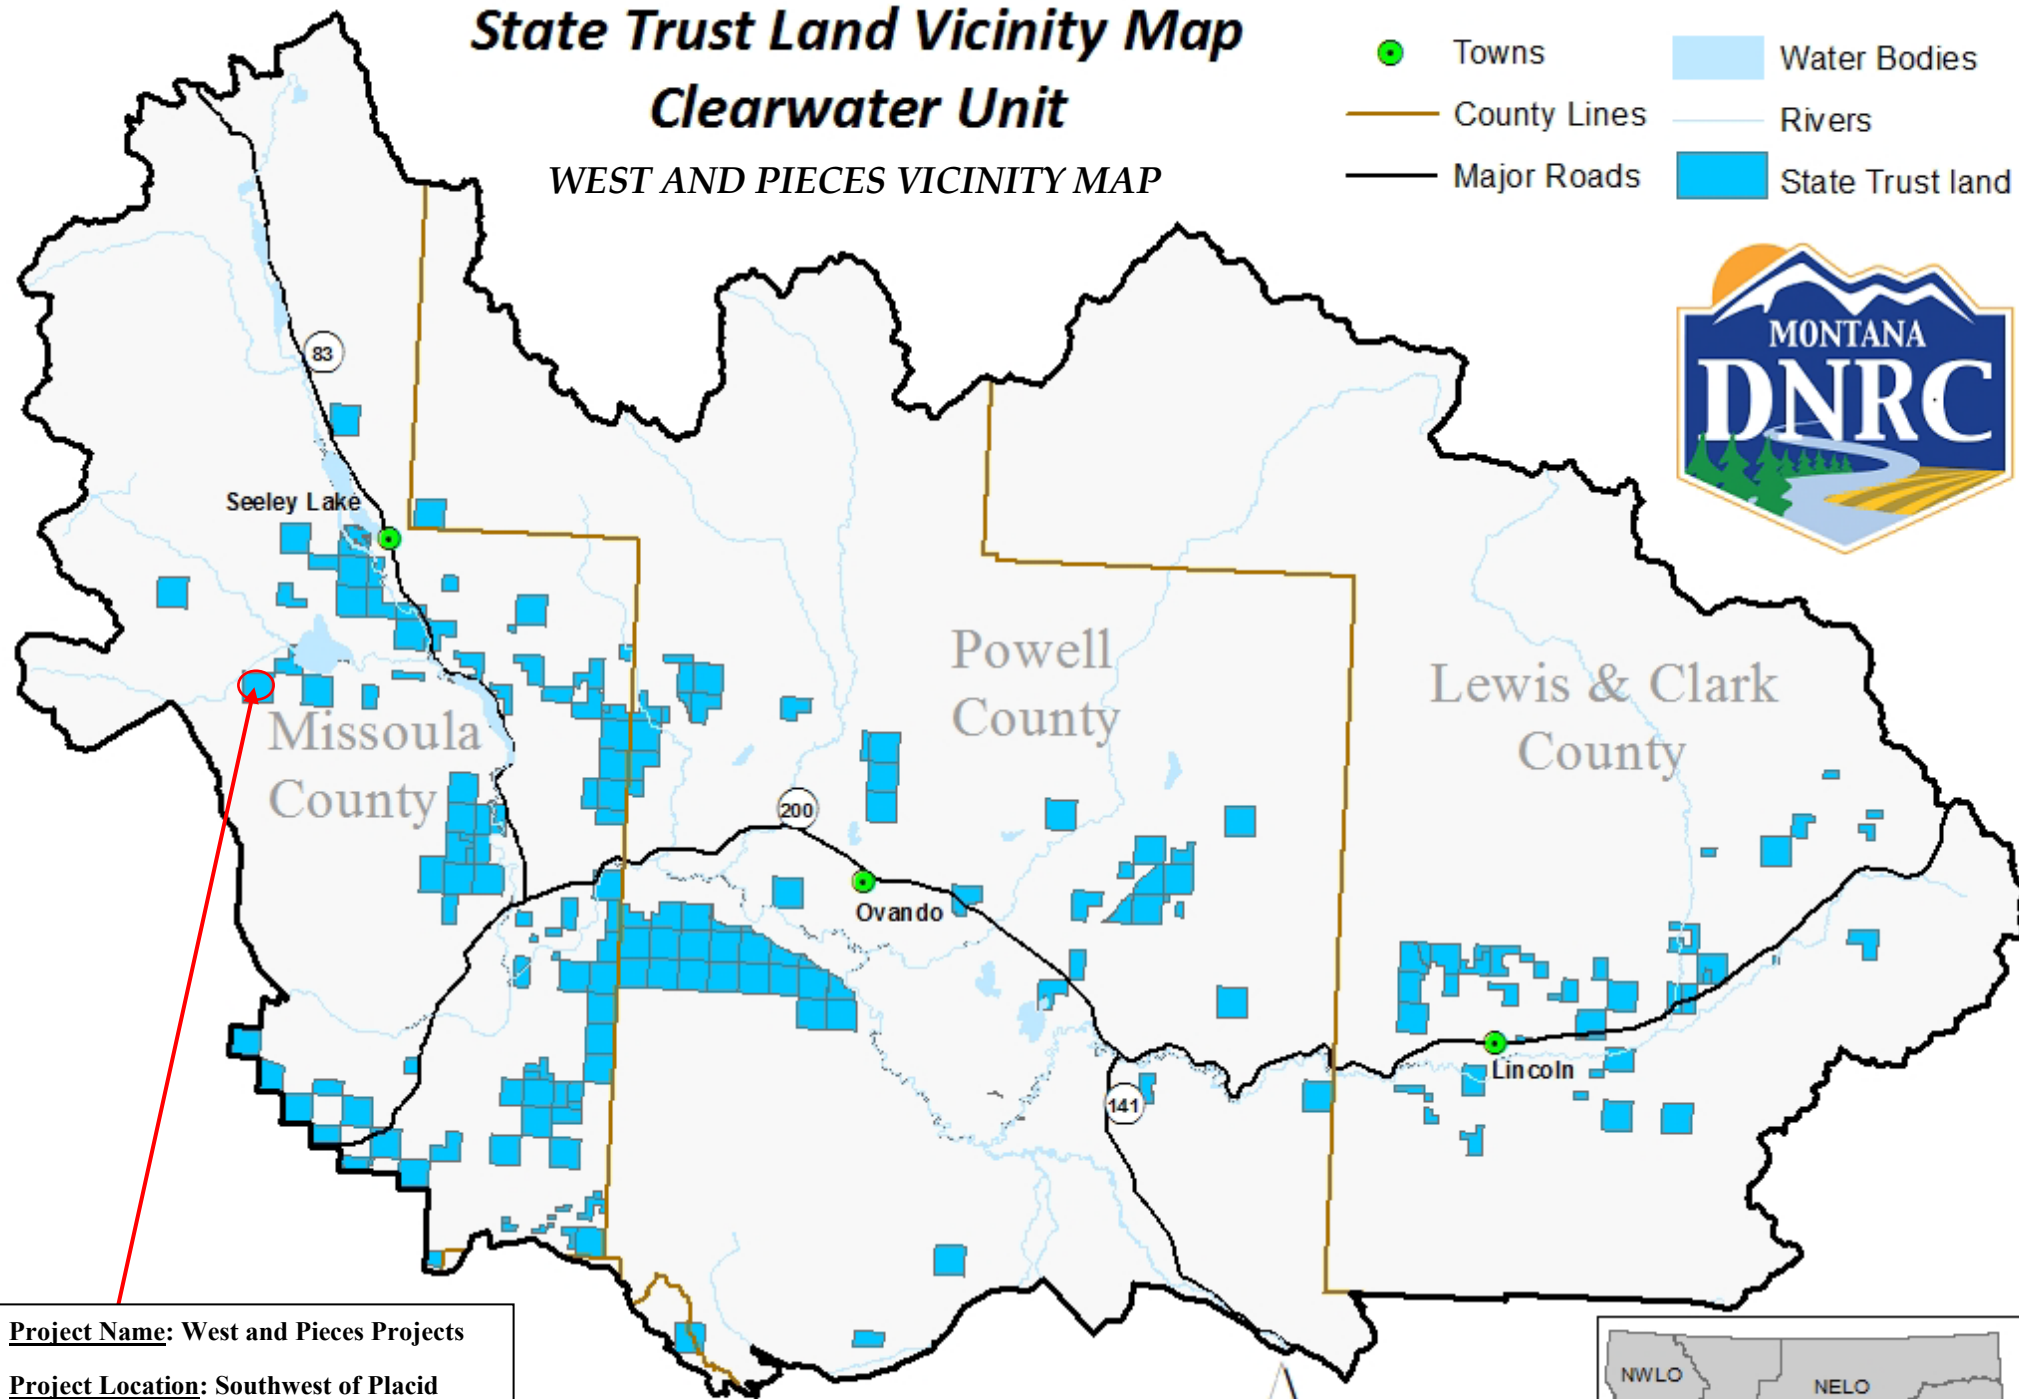 State Trust Land Vicinity Map
Clearwater Unit
WEST AND PIECES VICINITY MAP
Towns
County Lines
Major Roads
Water Bodies
Rivers
State Trust land
MONTANA
DNRC
83
Seeley Lake
Missoula
County
Powell
County
Lewis & Clark
County
200
Ovando
Lincoln
141
Project Name: West and Pieces Projects
Project Location: Southwest of Placid
NWLO
NELO